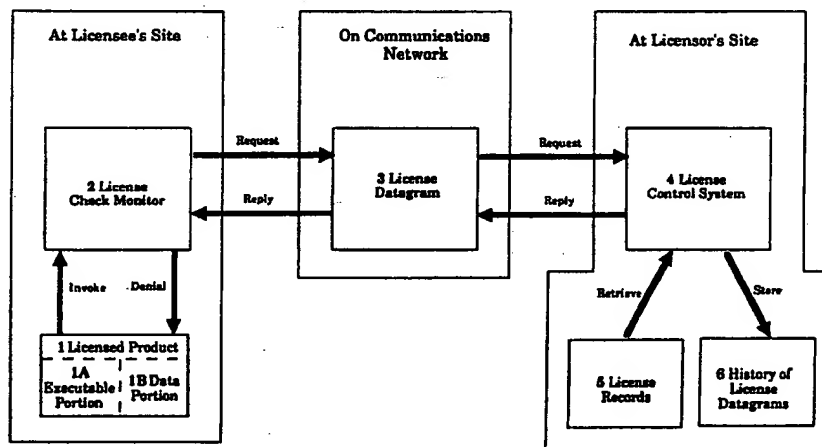 At Licensee's Site
On Communications
Network
At Licensor's Site
Request
Request
2 License
Check Monitor
3 License
Datagram
4 License
Control System
Reply
Reply
Invoke
Denial
Retrieve
Store
1 Licensed Product
1A
Executable
Portion
1B Data
Portion
5 License
Records
6 History of
License
Datagrams